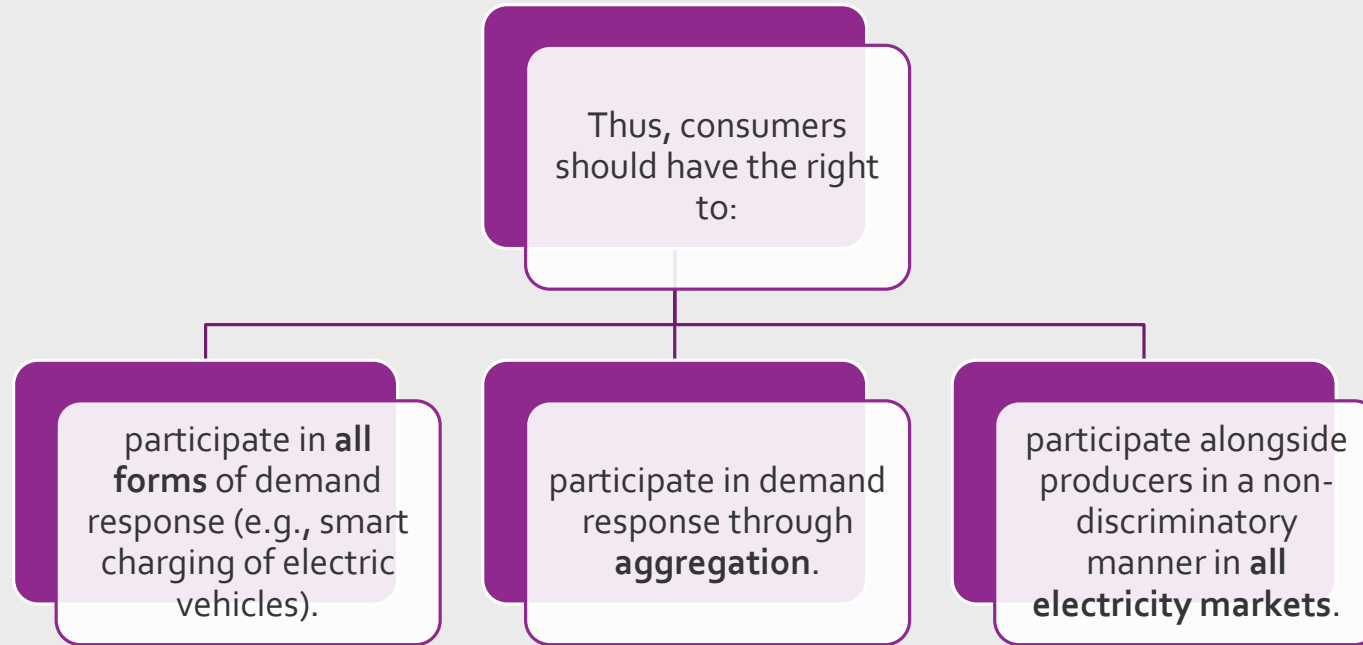 Thus, consumers
should have the right
to:
participate in all
forms of demand
response (e.g., smart
charging of electric
vehicles).
participate in demand
response through
aggregation.
participate alongside
producers in a non-
discriminatory
manner in all
electricity markets.